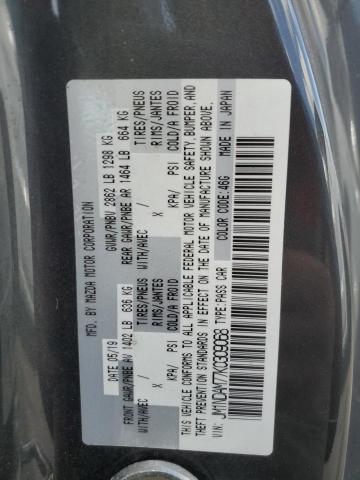 MFD. BY MAZDA MOTOR CORPORATION
DATE 05/19 GVWR/PNBV 2862 LB 1298 KG
FRONT GAWR/PNBE AV 1402 LB 636 KG REAR GAWR/PNBE AR 1464 LB 664 KG
WITH/AVEC TIRES/PNEUS WITH/AVEC TIRES/PNEUS
X RIMS/JANTES X RIMS/JANTES
KPA/ PSI COLD/A FROID KPA/ PSI COLD/A FROID
THIS VEHICLE CONFORMS TO ALL APPLICABLE FEDERAL MOTOR VEHICLE SAFETY, BUMPER, AND
THEFT PREVENTION STANDARDS IN EFFECT ON THE DATE OF MANUFACTURE SHOWN ABOVE.
VIN: JM1NDAM77K0309068 TYPE:PASS CAR COLOR CODE:46G MADE IN JAPAN